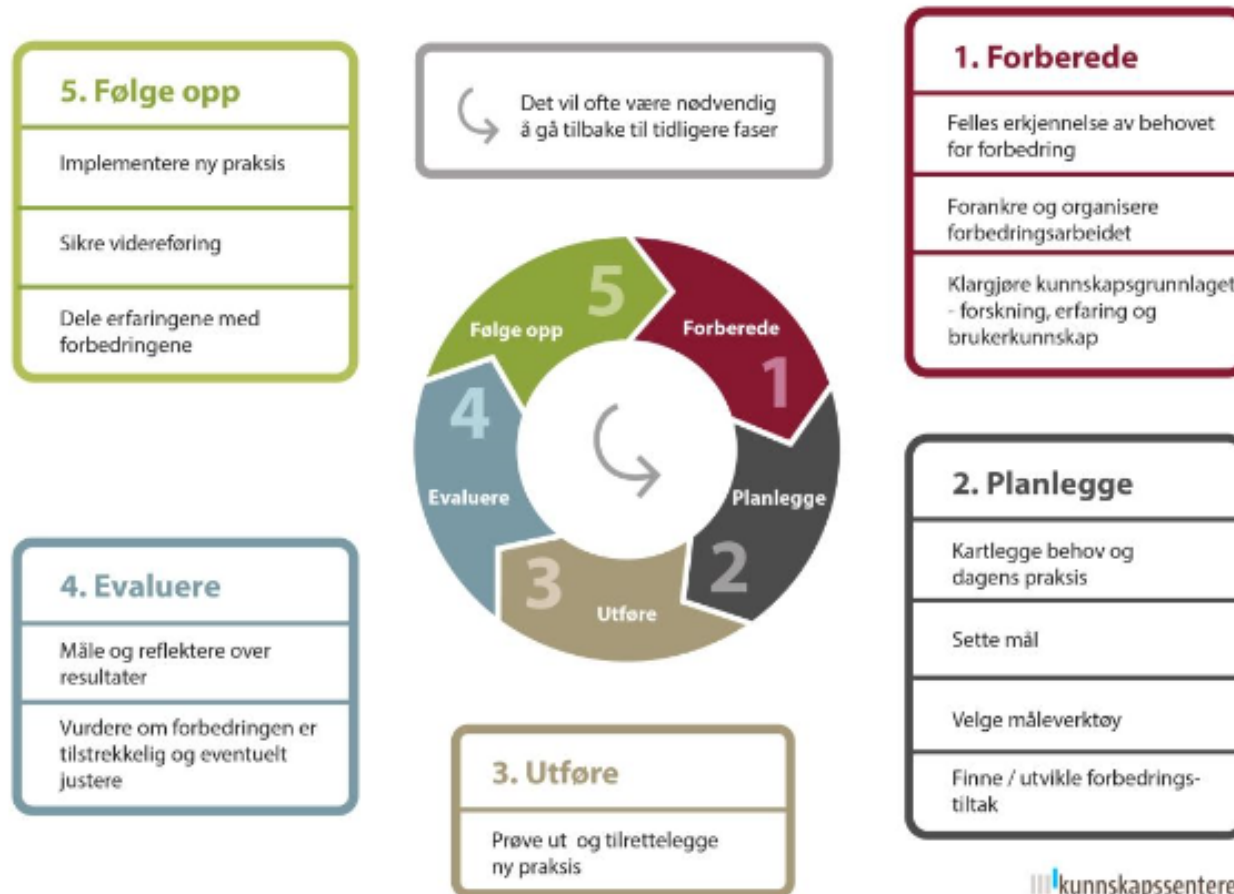 5. Følge opp
Implementere ny praksis
Sikre videreføring
Dele erfaringene med
forbedringene
Det vil ofte være nødvendig
å gå tilbake til tidligere faser
1. Forberede
Felles erkjennelse av behovet
for forbedring
Forankre og organisere
forbedringsarbeidet
Klargjøre kunnskapsgrunnlaget
- forskning, erfaring og
brukerkunnskap
5
Følge opp
Forberede
1
4
Evaluere
Planlegge
2
3
Utføre
2. Planlegge
Kartlegge behov og
dagens praksis
Sette mål
Velge måleverktøy
Finne / utvikle forbedrings-
tiltak
4. Evaluere
Måle og reflektere over
resultater
Vurdere om forbedringen er
tilstrekkelig og eventuelt
justere
3. Utføre
Prøve ut og tilrettelegge
ny praksis
kunnskapssentere